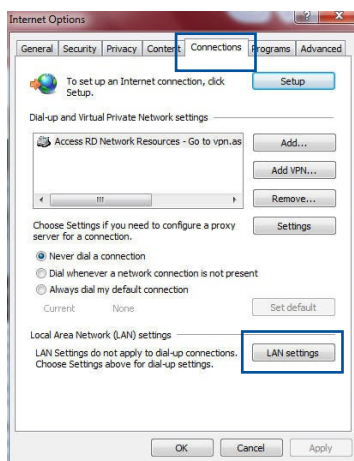 Internet Options
General Security Privacy Content Connections Programs Advanced
To set up an Internet connection, click
Setup.
Setup
Dial-up and Virtual Private Network settings
Access RD Network Resources - Go to vpn.as
Add...
Add VPN...
Remove...
Choose Settings if you need to configure a proxy
server for a connection.
Settings
Never dial a connection
Dial whenever a network connection is not present
Always dial my default connection
Current None
Set default
Local Area Network (LAN) settings
LAN Settings do not apply to dial-up connections.
Choose Settings above for dial-up settings.
LAN settings
OK Cancel Apply